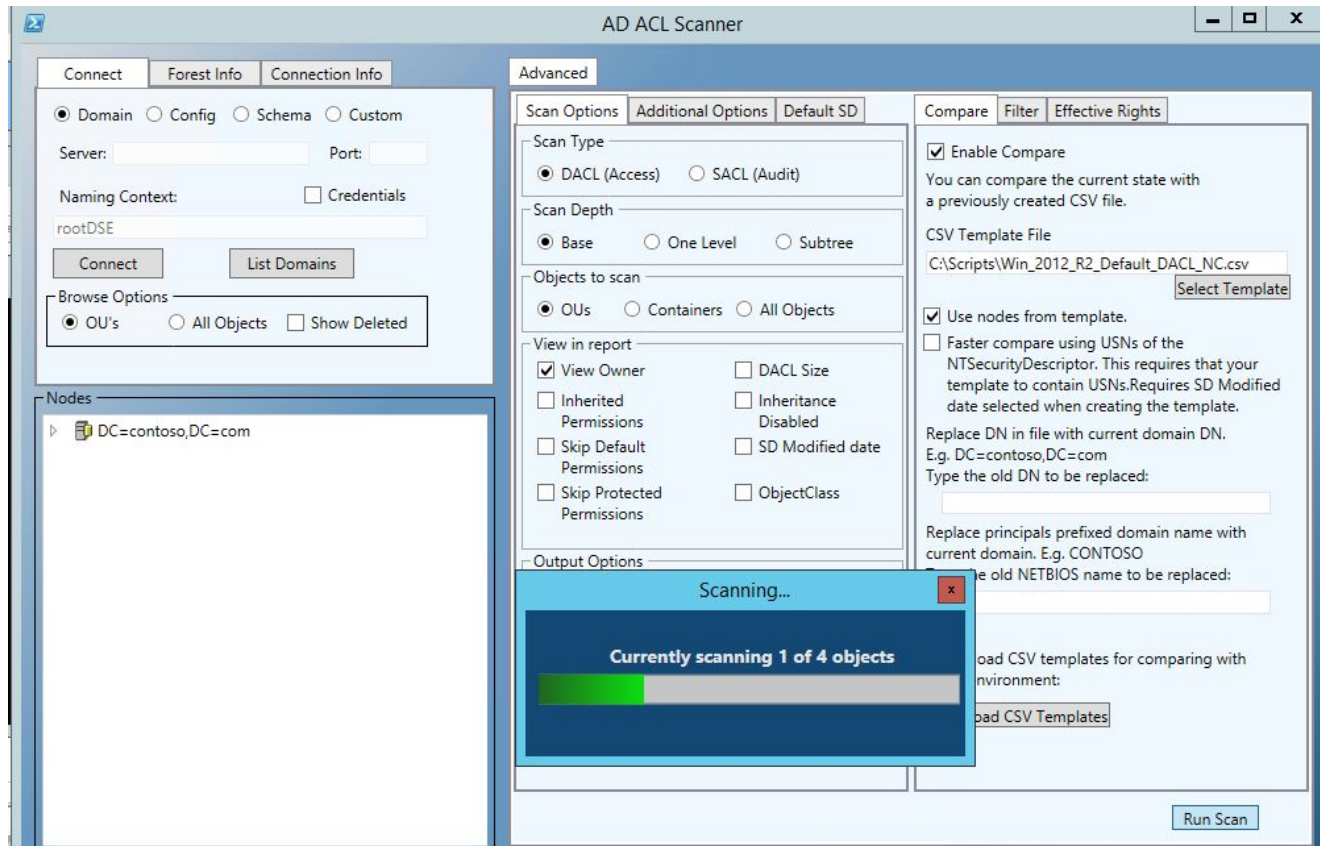 AD ACL Scanner
Connect
Forest Info
Connection Info
Domain
Config
Schema
Custom
Server:
Port:
Naming Context:
Credentials
rootDSE
Connect
List Domains
Browse Options
OU's
All Objects
Show Deleted
Nodes
DC=contoso,DC=com
Advanced
Scan Options
Additional Options
Default SD
Scan Type
DACL (Access)
SACL (Audit)
Scan Depth
Base
One Level
Subtree
Objects to scan
OUs
Containers
All Objects
View in report
View Owner
DACL Size
Inherited
Permissions
Inheritance
Disabled
Skip Default
Permissions
SD Modified date
Skip Protected
Permissions
ObjectClass
Output Options
Scanning...
x
Currently scanning 1 of 4 objects
Compare
Filter
Effective Rights
Enable Compare
You can compare the current state with
a previously created CSV file.
CSV Template File
C:\Scripts\Win_2012_R2_Default_DACL_NC.csv
Select Template
Use nodes from template.
Faster compare using USNs of the
NTSecurityDescriptor. This requires that your
template to contain USNs.Requires SD Modified
date selected when creating the template.
Replace DN in file with current domain DN.
E.g. DC=contoso,DC=com
Type the old DN to be replaced:
Replace principals prefixed domain name with
current domain. E.g. CONTOSO
old NETBIOS name to be replaced:
CSV templates for comparing with
CSV Templates
Run Scan